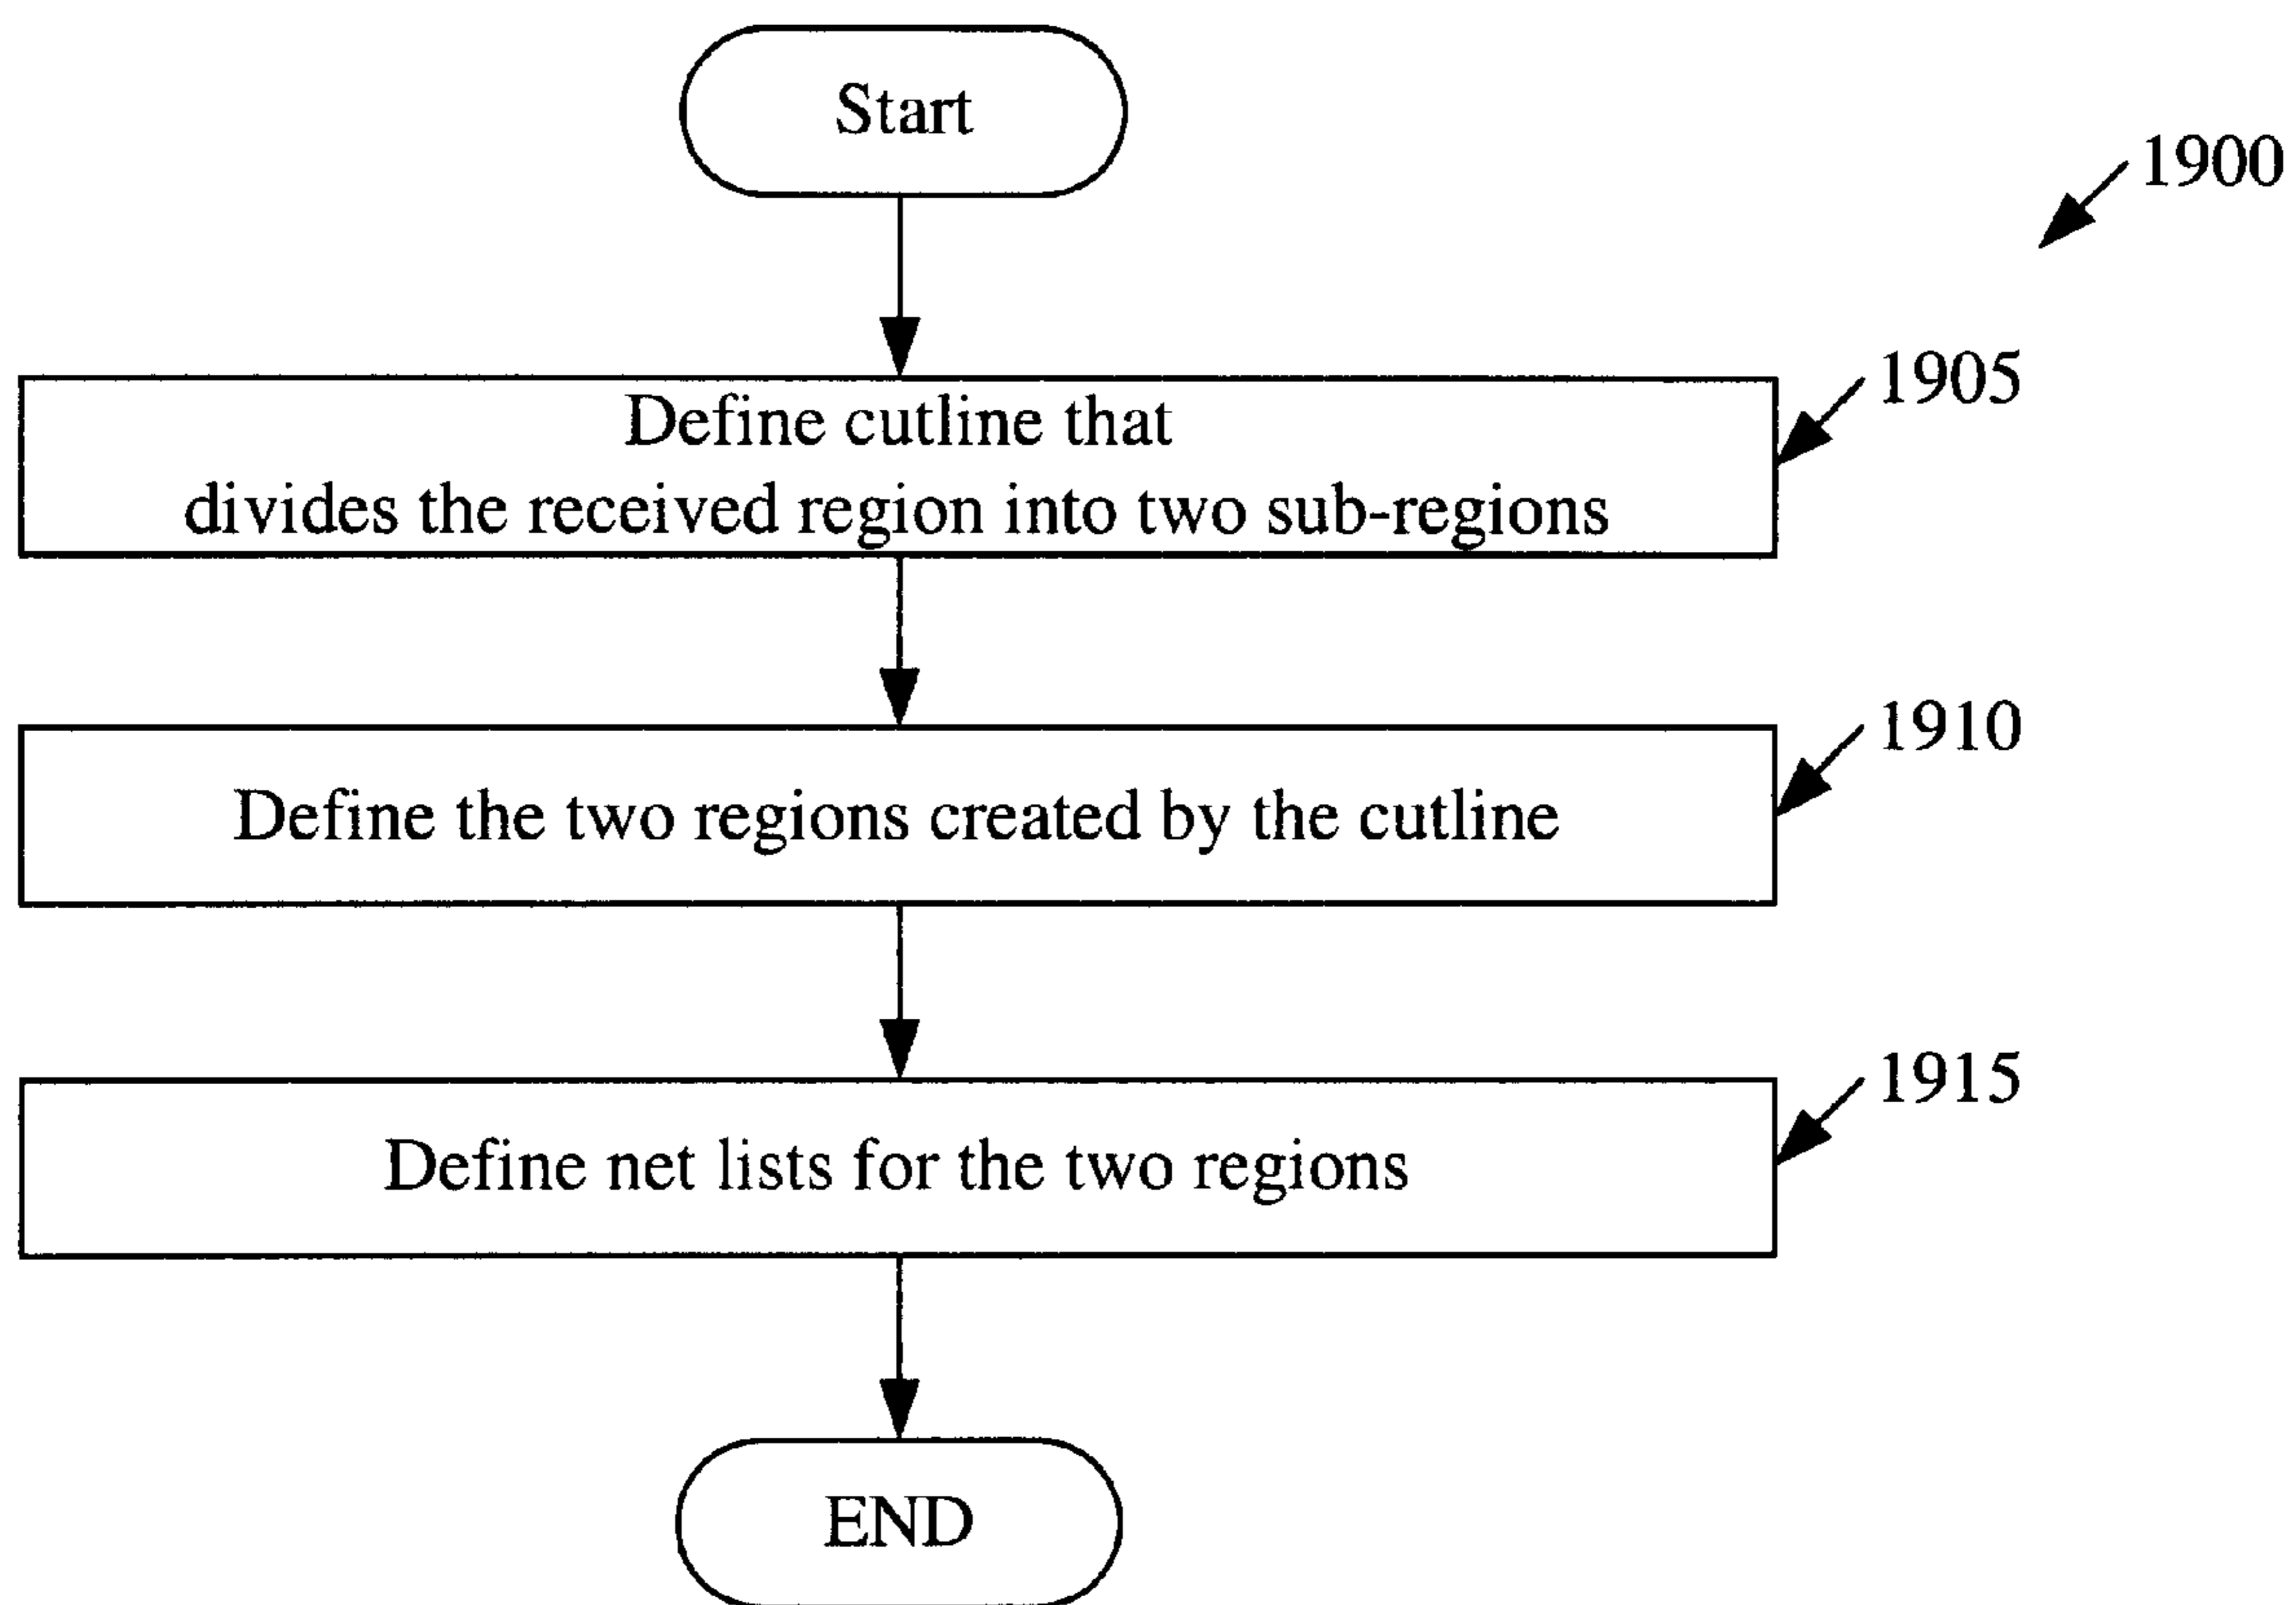 Start
1900
Define cutline that
divides the received region into two sub-regions
1905
Define the two regions created by the cutline
1910
Define net lists for the two regions
1915
END